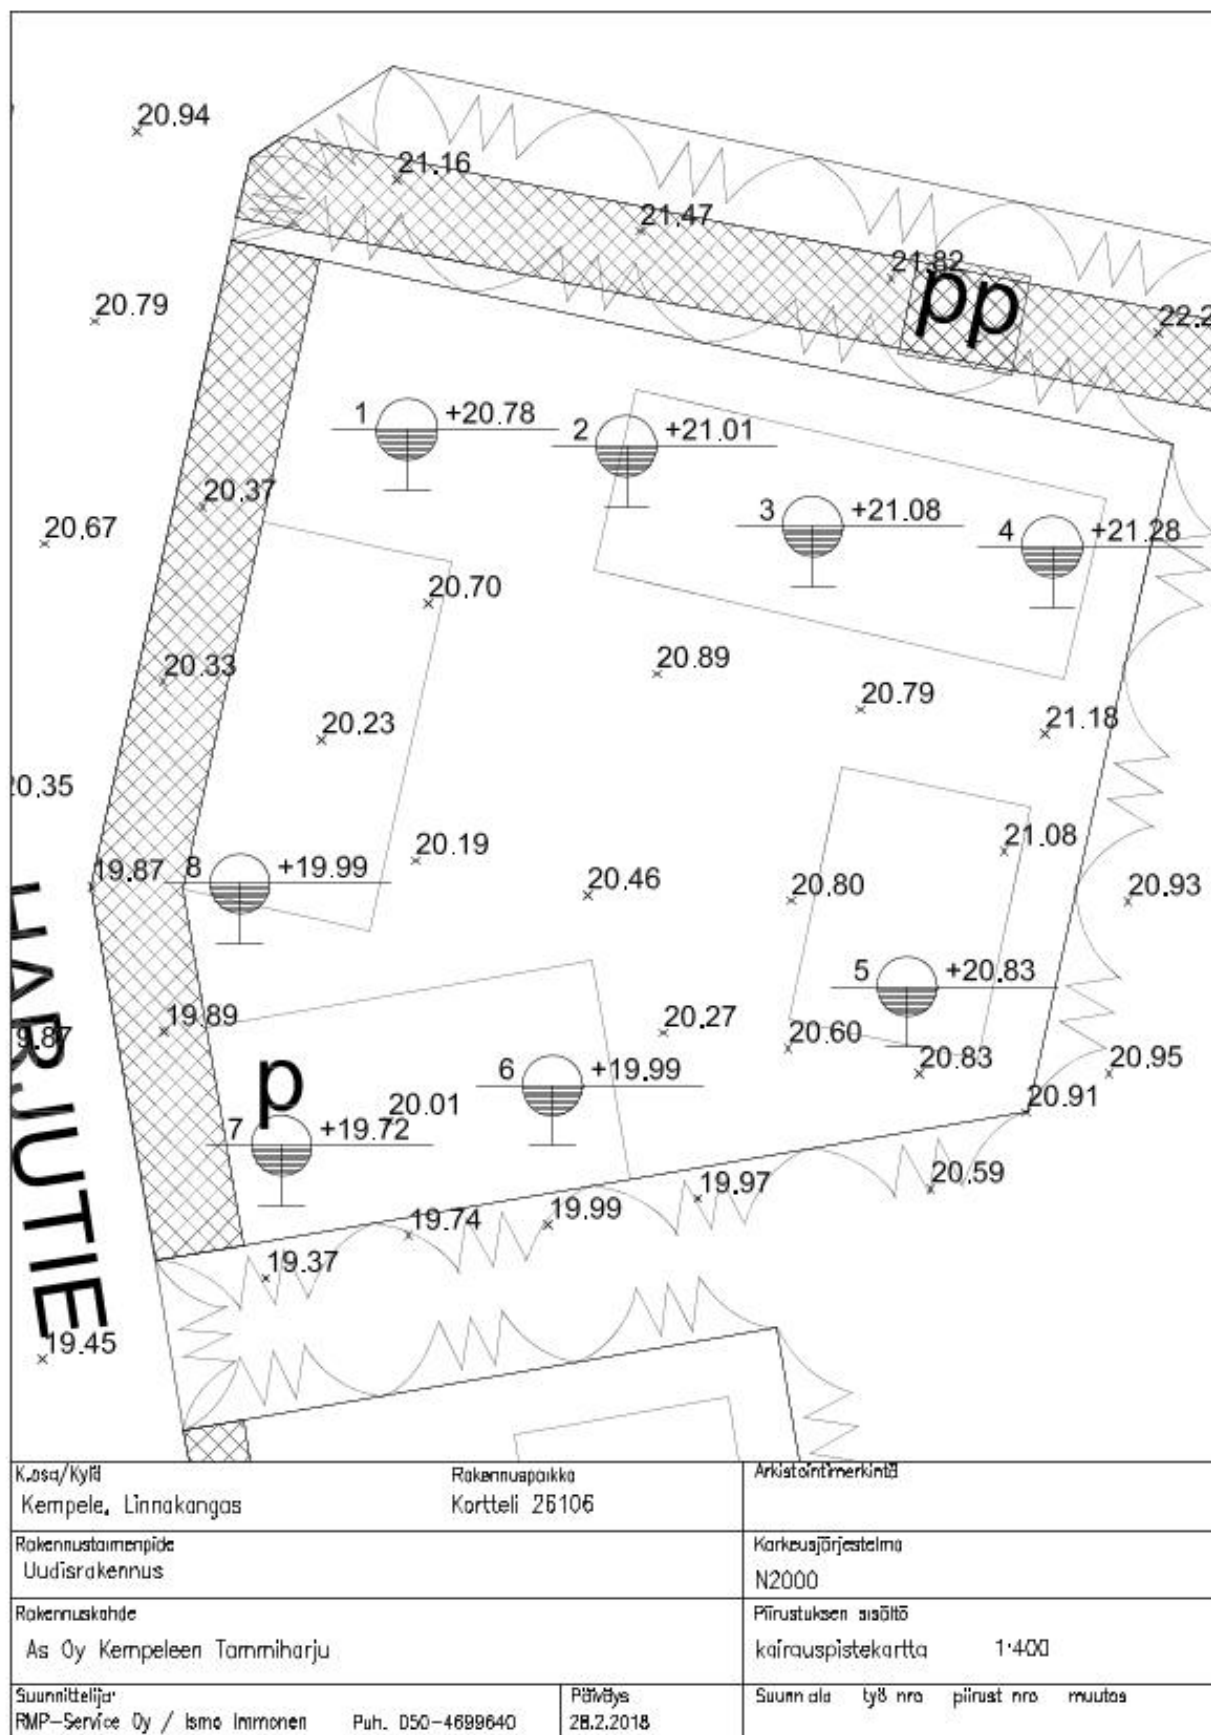 20.94
21.16
21.47
21.82
pp
22.2
20.79
1 +20.78
2 +21.01
3 +21.08
4 +21.28
20.37
20.67
20.70
20.33
20.89
20.79
21.18
20.23
20.35
20.19
21.08
19.87
8 +19.99
20.46
20.80
20.93
HARJUTIE
5 +20.83
19.89
9.87
20.27
20.60
20.83
20.95
p
6 +19.99
20.01
20.91
7 +19.72
19.97
20.59
19.74
19.99
19.37
19.45
K.osa/Kylä
Kempele, Linnakangas
Rakennuspaikka
Kortteli 26106
Arkistointimerkintä
Rakennustoimenpide
Uudisrakennus
Korkeusjärjestelmä
N2000
Rakennuskohde
As Oy Kempeleen Tammiharju
Piirustuksen sisältö
kairauspistekartta 1:400
Suunnittelija:
RMP-Service Oy / Ismo Immonen Puh. 050-4699640
Päiväys
28.2.2018
Suunn ala työ nro piirust nro muutos